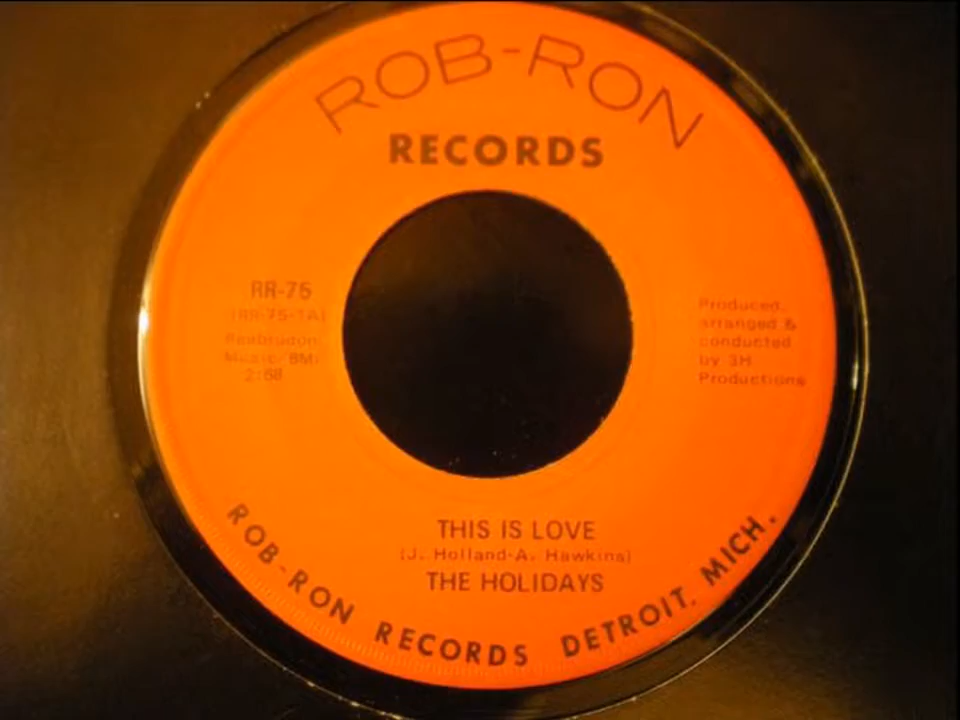 ROB-RON
RECORDS
RR-75
(RR-75-1A)
Music/BMI
2:58
Produced,
arranged &
conducted
by 3H
Productions
THIS IS LOVE
(J. Holland-A. Hawkins)
THE HOLIDAYS
ROB-RON RECORDS DETROIT. MICH.